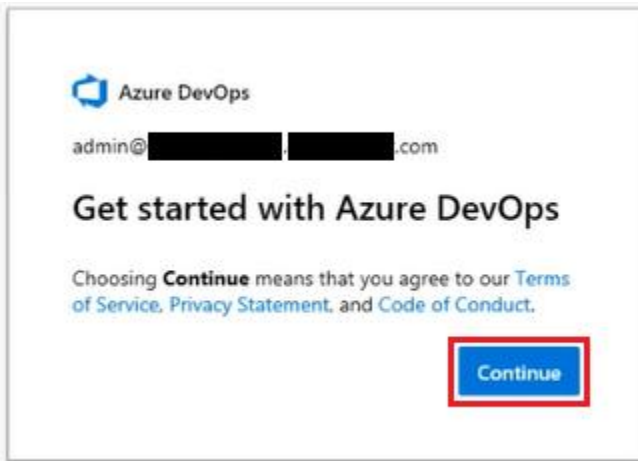 Azure DevOps
admin@ . .com
Get started with Azure DevOps
Choosing Continue means that you agree to our Terms
of Service, Privacy Statement, and Code of Conduct.
Continue